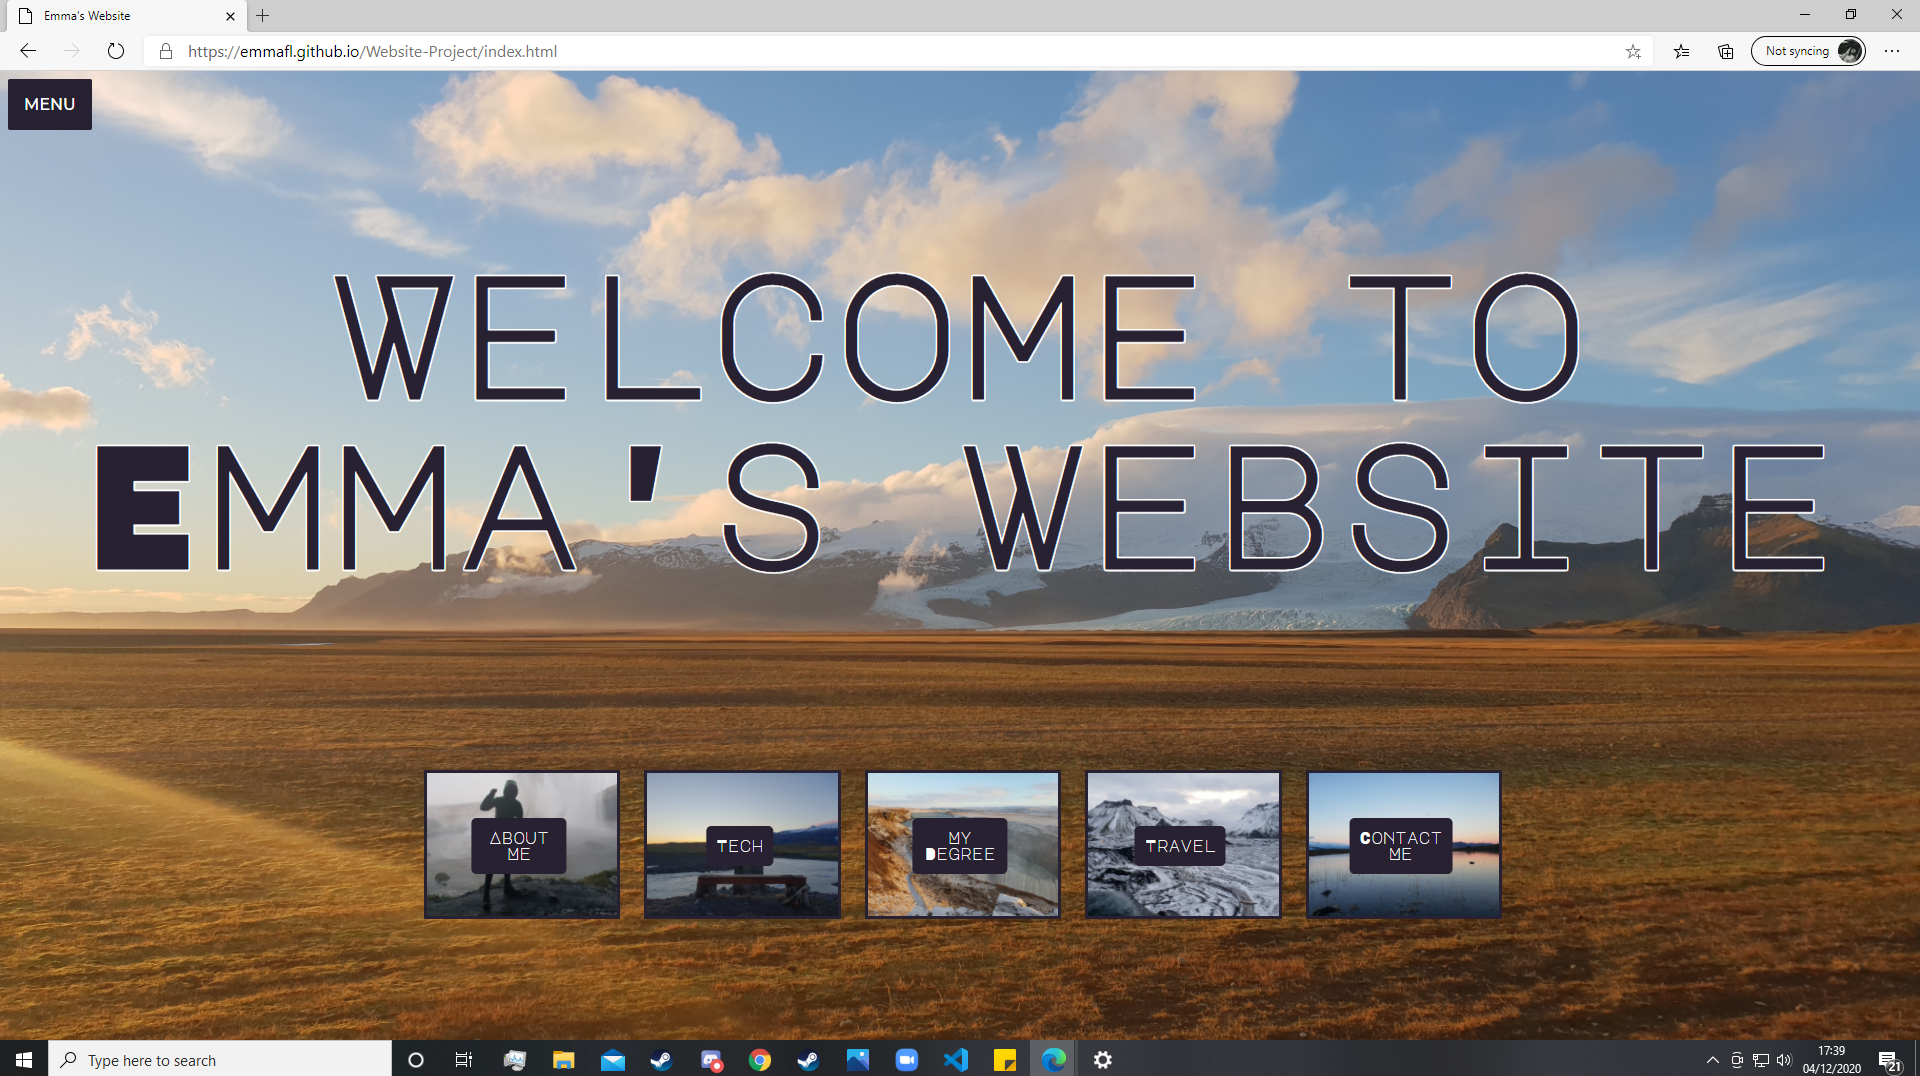 Emma's Website
https://emmafl.github.io/Website-Project/index.html
Not syncing
MENU
WELCOME TO
EMMA'S WEBSITE
ABOUT
ME
TECH
MY
DEGREE
TRAVEL
CONTACT
ME
Type here to search
17:39
04/12/2020
21